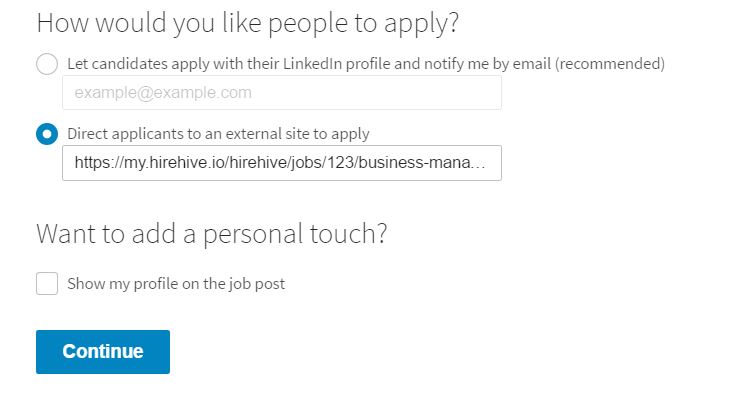 How would you like people to apply?
Let candidates apply with their LinkedIn profile and notify me by email (recommended)
example@example.com
Direct applicants to an external site to apply
https://my.hirehive.io/hirehive/jobs/123/business-mana...
Want to add a personal touch?
Show my profile on the job post
Continue